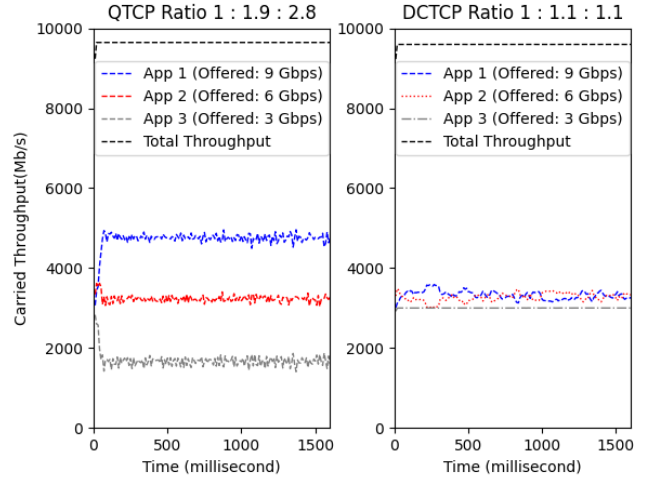 QTCP Ratio 1 : 1.9 : 2.8
10000
8000
6000
4000
2000
0
Carried Throughput(Mb/s)
App 1 (Offered: 9 Gbps)
App 2 (Offered: 6 Gbps)
App 3 (Offered: 3 Gbps)
Total Throughput
0
500
1000
1500
Time (millisecond)
DCTCP Ratio 1 : 1.1 : 1.1
10000
8000
6000
4000
2000
0
App 1 (Offered: 9 Gbps)
App 2 (Offered: 6 Gbps)
App 3 (Offered: 3 Gbps)
Total Throughput
0
500
1000
1500
Time (millisecond)